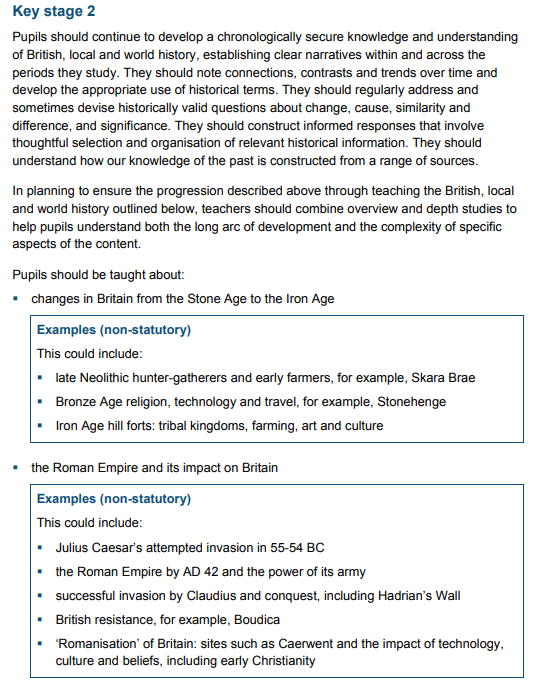 Key stage 2
Pupils should continue to develop a chronologically secure knowledge and understanding
of British, local and world history, establishing clear narratives within and across the
periods they study. They should note connections, contrasts and trends over time and
develop the appropriate use of historical terms. They should regularly address and
sometimes devise historically valid questions about change, cause, similarity and
difference, and significance. They should construct informed responses that involve
thoughtful selection and organisation of relevant historical information. They should
understand how our knowledge of the past is constructed from a range of sources.
In planning to ensure the progression described above through teaching the British, local
and world history outlined below, teachers should combine overview and depth studies to
help pupils understand both the long arc of development and the complexity of specific
aspects of the content.
Pupils should be taught about:
▪ changes in Britain from the Stone Age to the Iron Age
Examples (non-statutory)
This could include:
▪ late Neolithic hunter-gatherers and early farmers, for example, Skara Brae
▪ Bronze Age religion, technology and travel, for example, Stonehenge
▪ Iron Age hill forts: tribal kingdoms, farming, art and culture
▪ the Roman Empire and its impact on Britain
Examples (non-statutory)
This could include:
▪ Julius Caesar’s attempted invasion in 55-54 BC
▪ the Roman Empire by AD 42 and the power of its army
▪ successful invasion by Claudius and conquest, including Hadrian’s Wall
▪ British resistance, for example, Boudica
▪ ‘Romanisation’ of Britain: sites such as Caerwent and the impact of technology,
culture and beliefs, including early Christianity